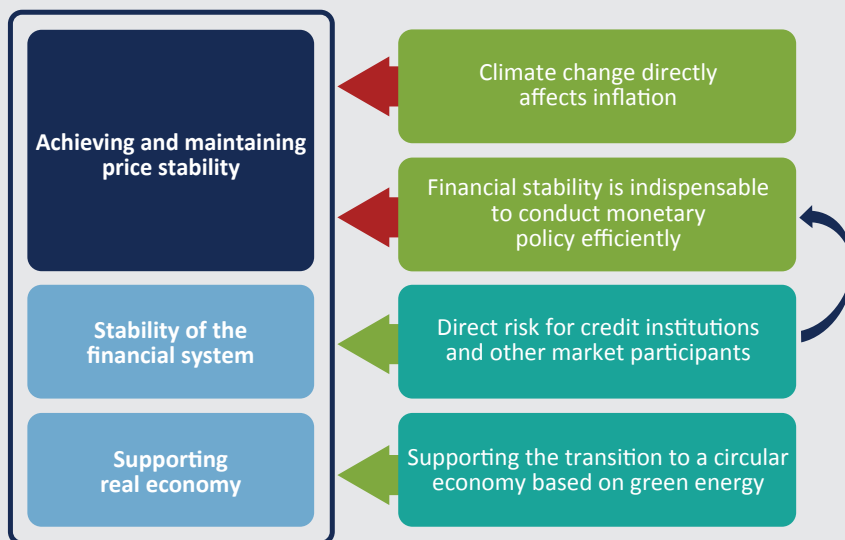 Achieving and maintaining
price stability
Climate change directly
affects inflation
Financial stability is indispensable
to conduct monetary
policy efficiently
Stability of the
financial system
Direct risk for credit institutions
and other market participants
Supporting
real economy
Supporting the transition to a circular
economy based on green energy